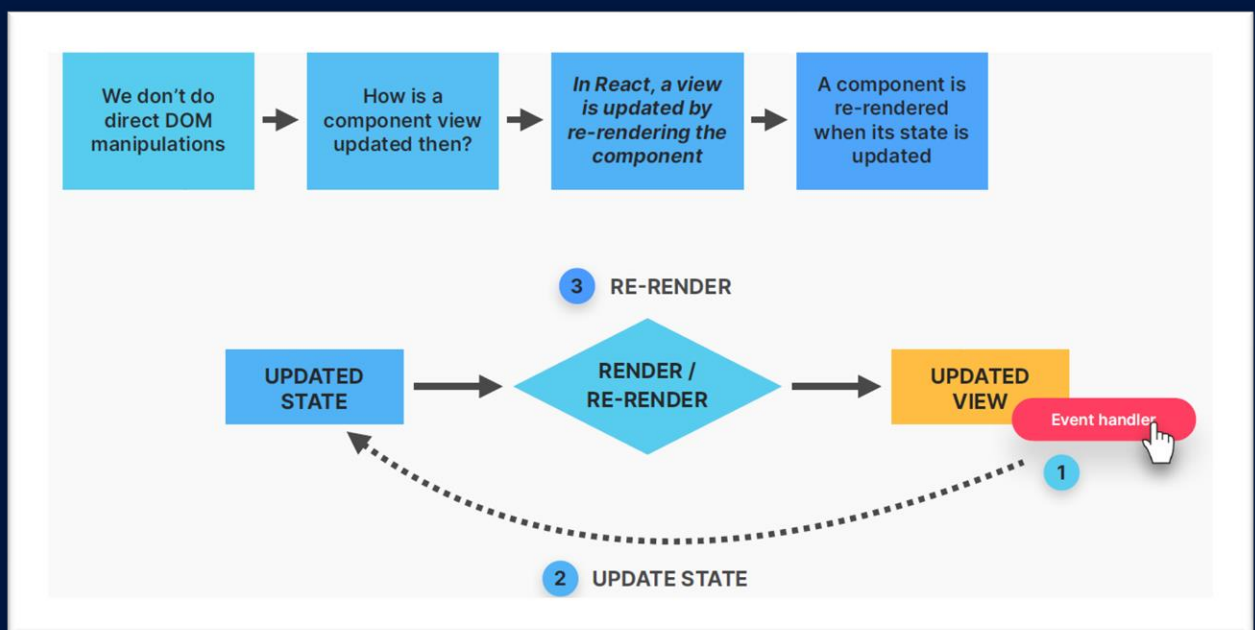 We don't do
direct DOM
manipulations
How is a
component view
updated then?
In React, a view
is updated by
re-rendering the
component
A component is
re-rendered
when its state is
updated
3 RE-RENDER
UPDATED
STATE
RENDER /
RE-RENDER
UPDATED
VIEW
Event handler
1
2 UPDATE STATE